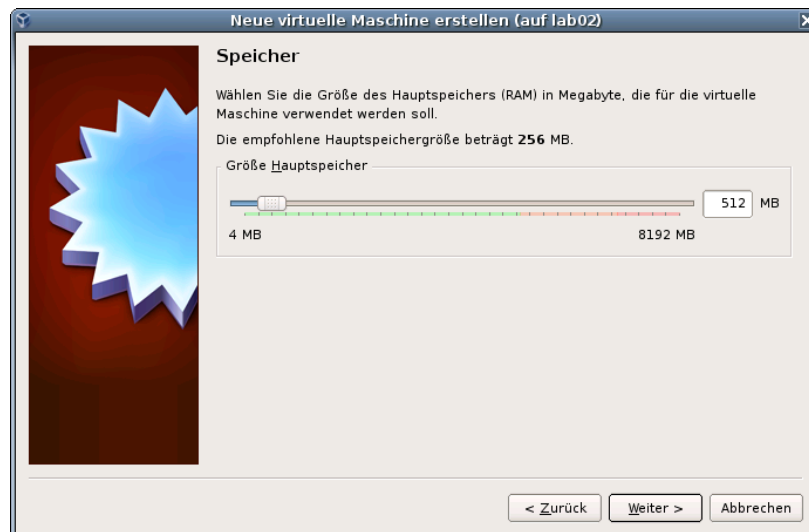 Neue virtuelle Maschine erstellen (auf lab02)
Speicher
Wählen Sie die Größe des Hauptspeichers (RAM) in Megabyte, die für die virtuelle
Maschine verwendet werden soll.
Die empfohlene Hauptspeichergröße beträgt 256 MB.
Größe Hauptspeicher
512 MB
4 MB 8192 MB
< Zurück Weiter > Abbrechen